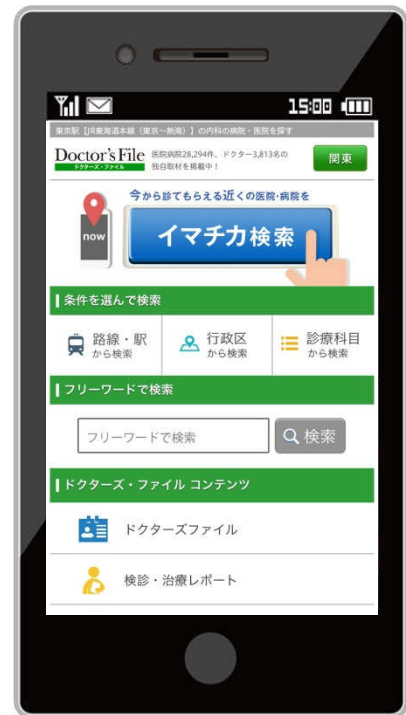 15:00
東京駅【JR東海道本線（東京～熱海）】の内科の病院・医院を探す
Doctor's File
ドクターズ・ファイル
医院病院28,294件、ドクター3,813名の
独自取材を掲載中！
関東
今から診てもらえる近くの医院・病院を
now
イマチカ検索
条件を選んで検索
路線・駅
から検索
行政区
から検索
診療科目
から検索
フリーワードで検索
フリーワードで検索
検索
ドクターズ・ファイル コンテンツ
ドクターズファイル
検診・治療レポート